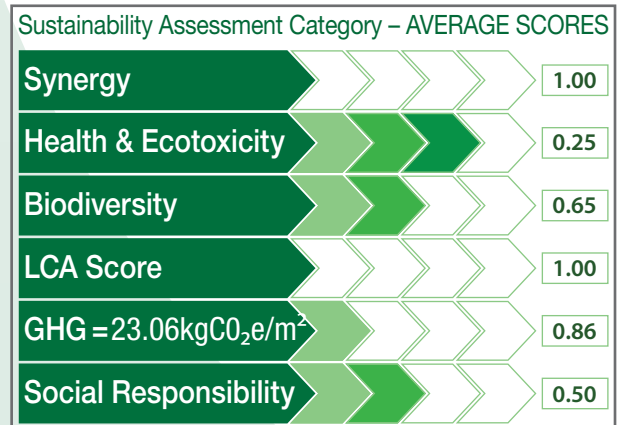 Sustainability Assessment Category – AVERAGE SCORES
Synergy 1.00
Health & Ecotoxicity 0.25
Biodiversity 0.65
LCA Score 1.00
GHG = 23.06kgC0₂e/m² 0.86
Social Responsibility 0.50